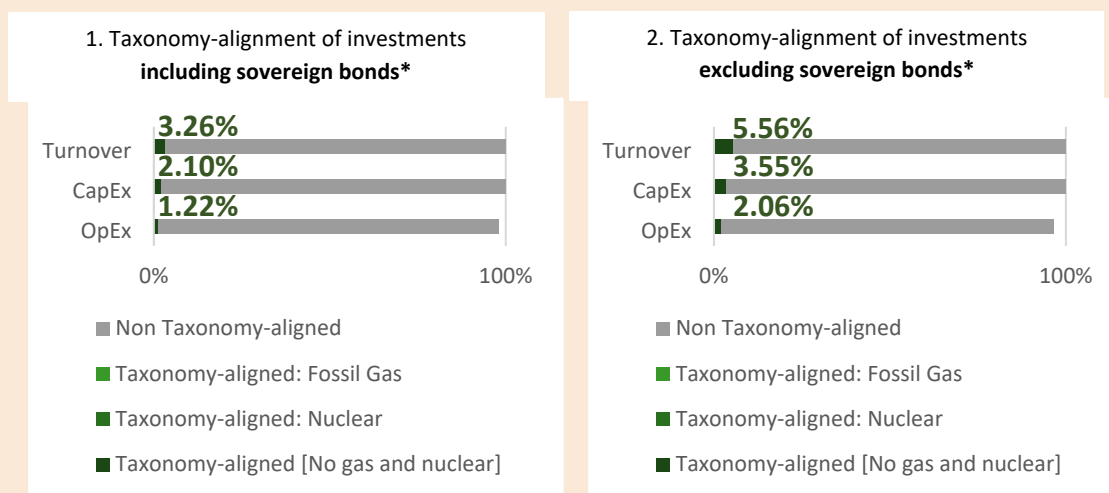 1. Taxonomy-alignment of investments
including sovereign bonds*
3.26%
Turnover
2.10%
CapEx
1.22%
OpEx
0%
100%
Non Taxonomy-aligned
Taxonomy-aligned: Fossil Gas
Taxonomy-aligned: Nuclear
Taxonomy-aligned [No gas and nuclear]
2. Taxonomy-alignment of investments
excluding sovereign bonds*
5.56%
Turnover
3.55%
CapEx
2.06%
OpEx
0%
100%
Non Taxonomy-aligned
Taxonomy-aligned: Fossil Gas
Taxonomy-aligned: Nuclear
Taxonomy-aligned [No gas and nuclear]